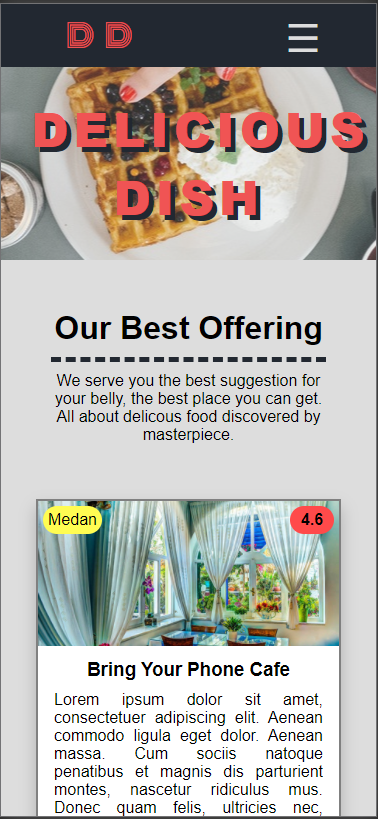 DD
DELICIOUS
DISH
Our Best Offering
We serve you the best suggestion for
your belly, the best place you can get.
All about delicous food discovered by
masterpiece.
Medan
4.6
Bring Your Phone Cafe
Lorem ipsum dolor sit amet,
consectetuer adipiscing elit. Aenean
commodo ligula eget dolor. Aenean
massa. Cum sociis natoque
penatibus et magnis dis parturient
montes, nascetur ridiculus mus.
Donec quam felis, ultricies nec,